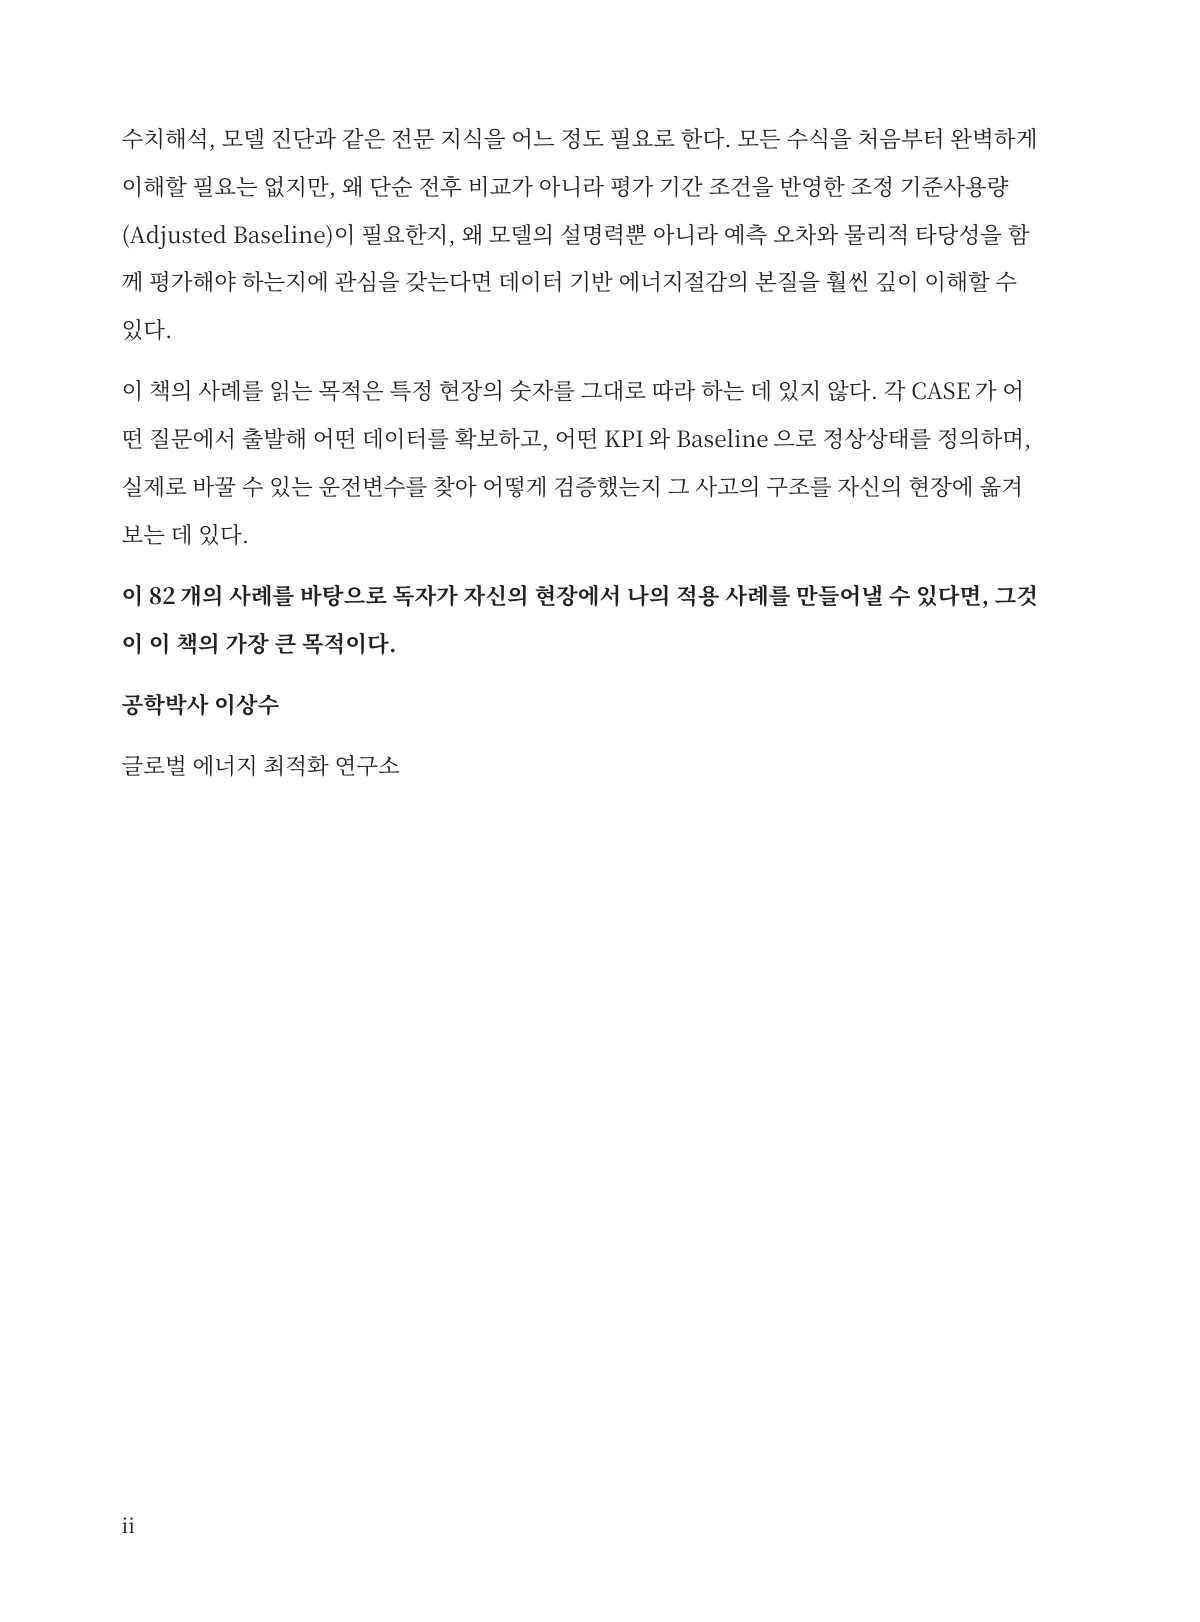 수치해석, 모델 진단과 같은 전문 지식을 어느 정도 필요로 한다. 모든 수식을 처음부터 완벽하게
이해할 필요는 없지만, 왜 단순 전후 비교가 아니라 평가 기간 조건을 반영한 조정 기준사용량
(Adjusted Baseline)이 필요한지, 왜 모델의 설명력뿐 아니라 예측 오차와 물리적 타당성을 함
께 평가해야 하는지에 관심을 갖는다면 데이터 기반 에너지절감의 본질을 훨씬 깊이 이해할 수
있다.
이 책의 사례를 읽는 목적은 특정 현장의 숫자를 그대로 따라 하는 데 있지 않다. 각 CASE가 어
떤 질문에서 출발해 어떤 데이터를 확보하고, 어떤 KPI와 Baseline으로 정상상태를 정의하며,
실제로 바꿀 수 있는 운전변수를 찾아 어떻게 검증했는지 그 사고의 구조를 자신의 현장에 옮겨
보는 데 있다.
이 82개의 사례를 바탕으로 독자가 자신의 현장에서 나의 적용 사례를 만들어낼 수 있다면, 그것
이 이 책의 가장 큰 목적이다.
공학박사 이상수
글로벌 에너지 최적화 연구소
ii